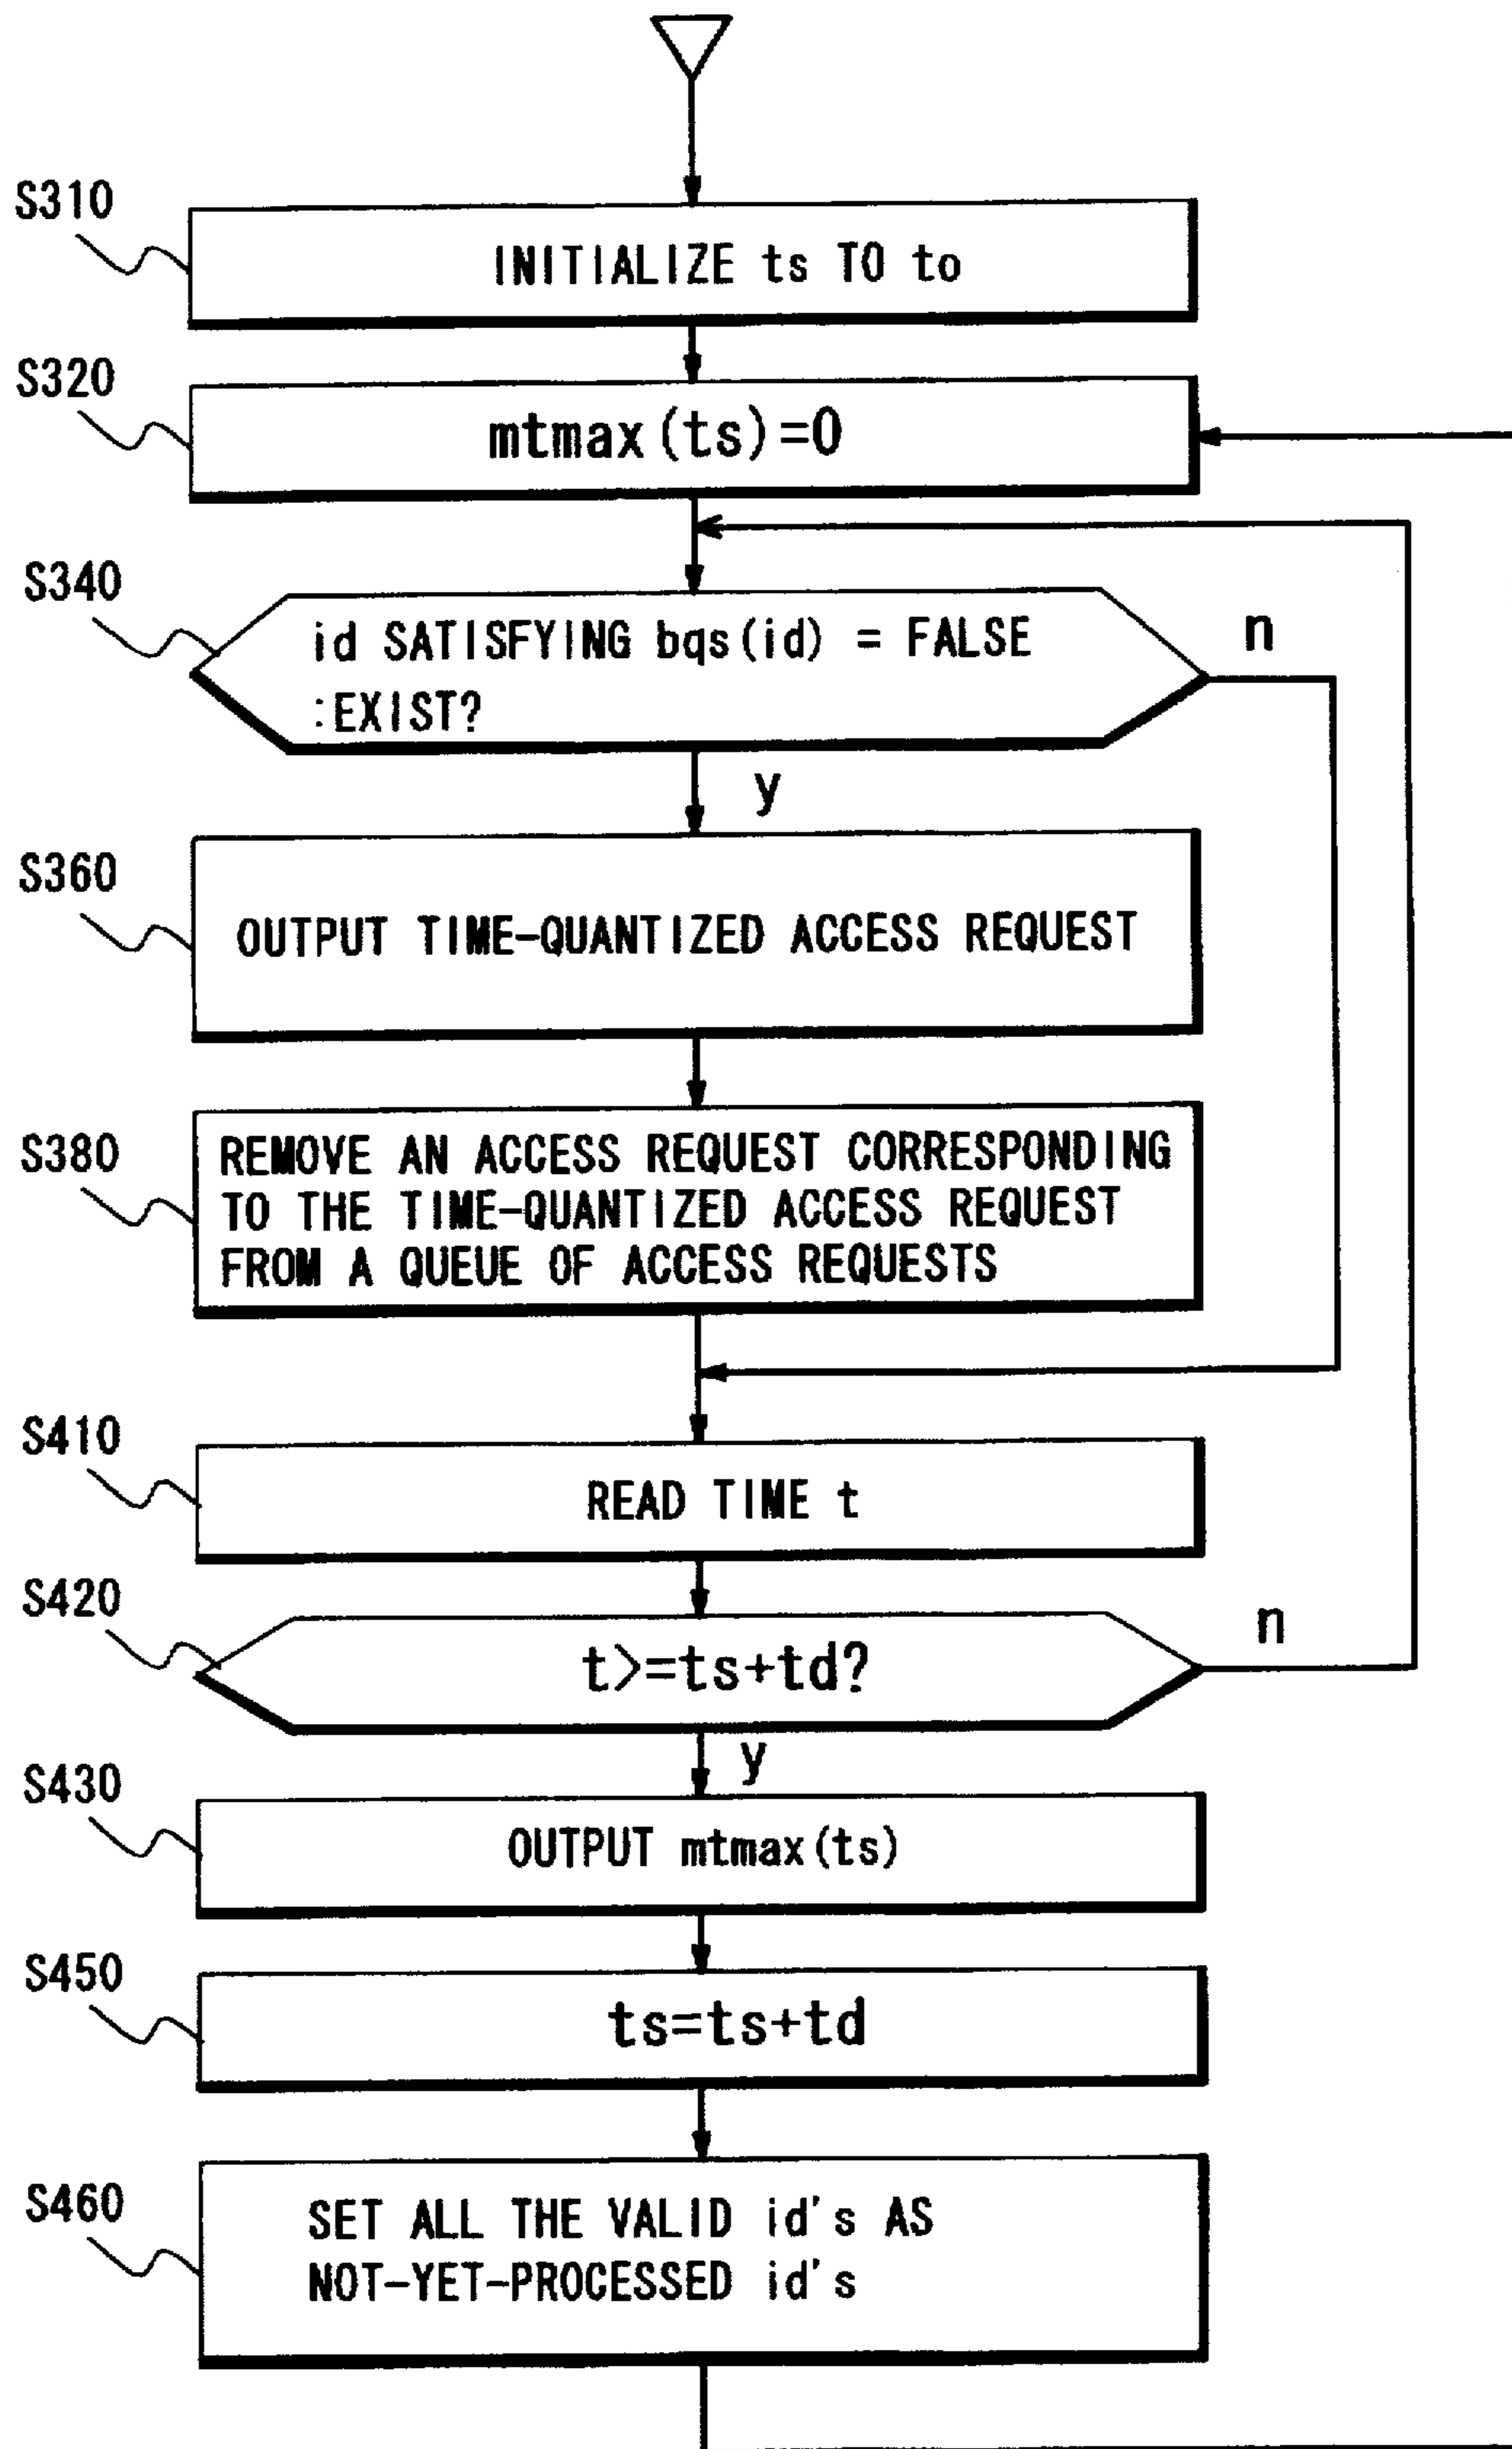 S310
INITIALIZE ts TO to
S320
mtmax(ts)=0
S340
id SATISFYING bqs(id) = FALSE
:EXIST?
n
y
S360
OUTPUT TIME-QUANTIZED ACCESS REQUEST
S380
REMOVE AN ACCESS REQUEST CORRESPONDING
TO THE TIME-QUANTIZED ACCESS REQUEST
FROM A QUEUE OF ACCESS REQUESTS
S410
READ TIME t
S420
t>=ts+td?
n
y
S430
OUTPUT mtmax(ts)
S450
ts=ts+td
S460
SET ALL THE VALID id's AS
NOT-YET-PROCESSED id's